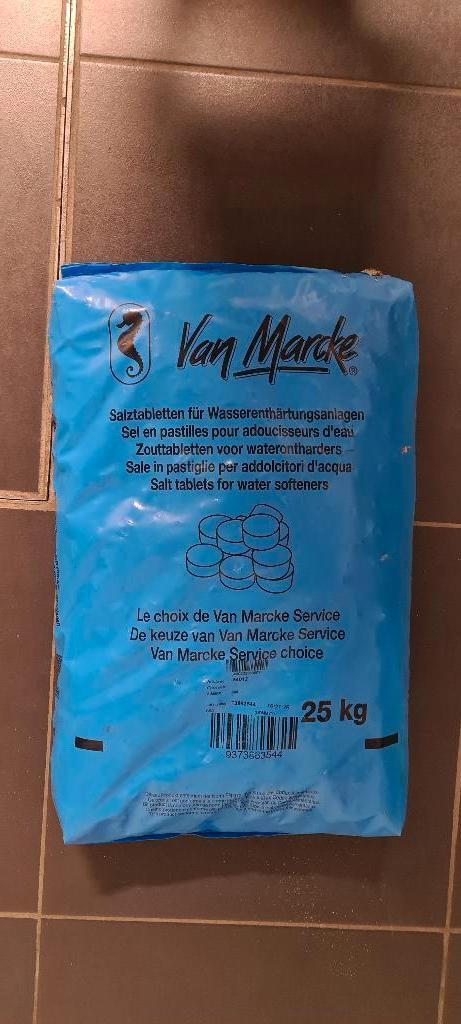 Van Marcke ®
Salztabletten für Wasserenthärtungsanlagen
Sel en pastilles pour adoucisseurs d'eau
Zouttabletten voor waterontharders
Sale in pastiglie per addolcitori d'acqua
Salt tablets for water softeners
Le choix de Van Marcke Service
De keuze van Van Marcke Service
Van Marcke Service choice
25 kg
9373663544